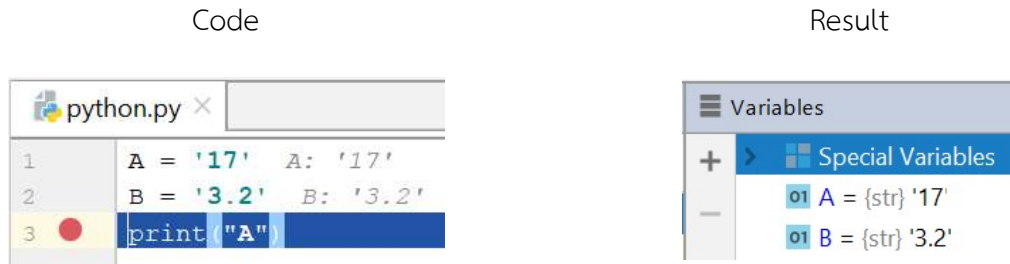 Code
Result
python.py
1 A = '17' A: '17'
2 B = '3.2' B: '3.2'
3 print("A")
Variables
Special Variables
01 A = {str} '17'
01 B = {str} '3.2'